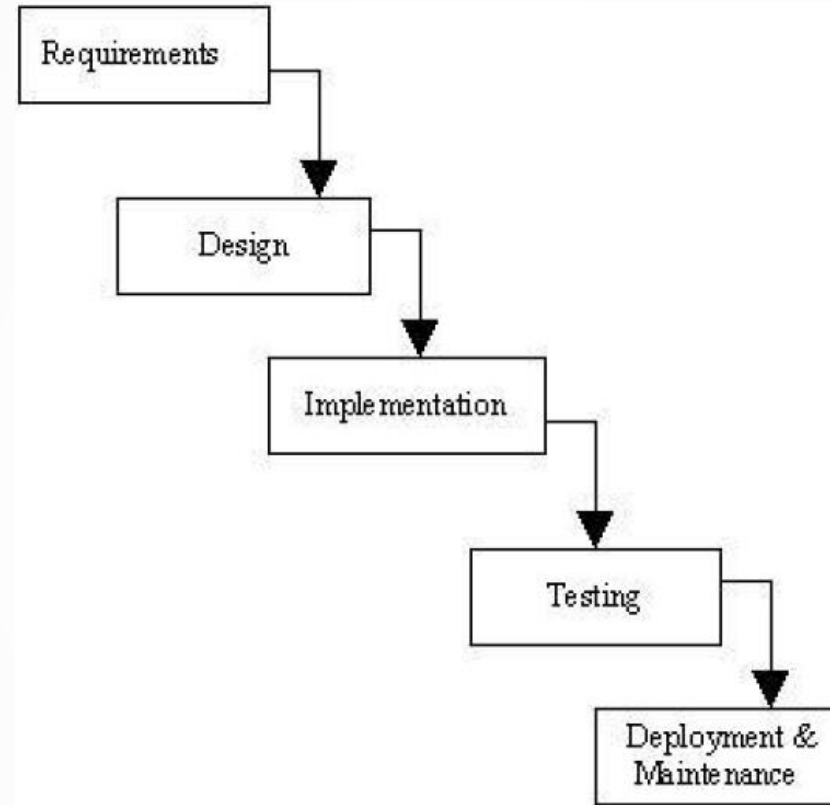 Requirements
Design
Implementation
Testing
Deployment &
Maintenance